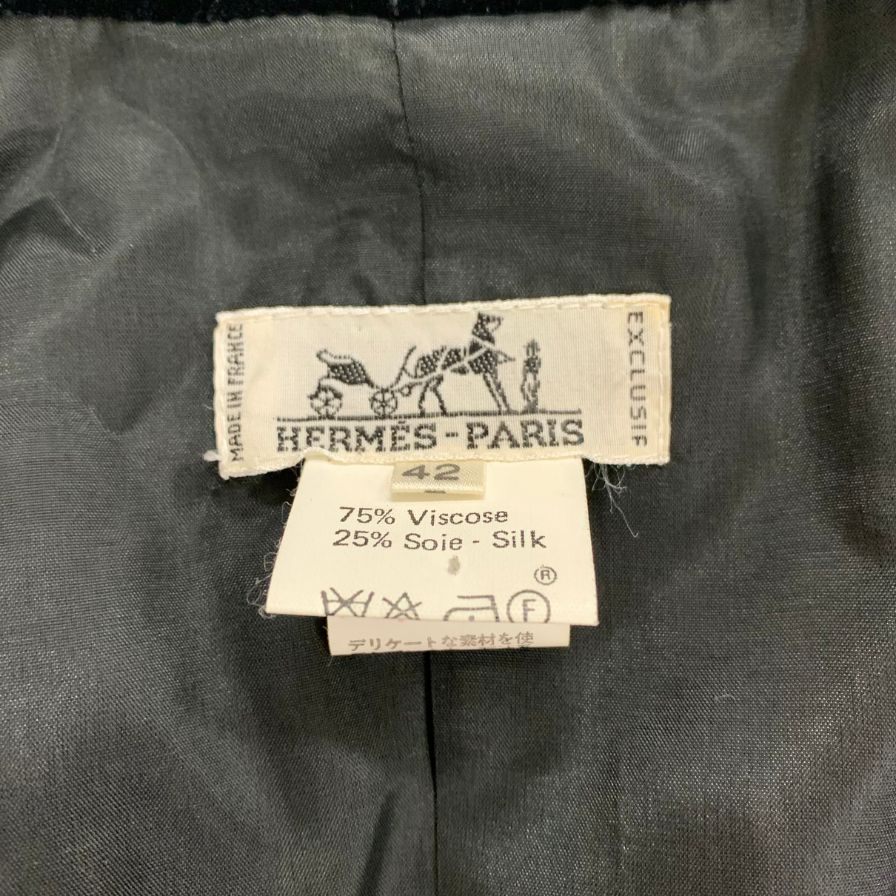 MADE IN FRANCE
EXCLUSIF
HERMÈS-PARIS
42
75% Viscose
25% Soie - Silk
®
F
デリケートな素材を使